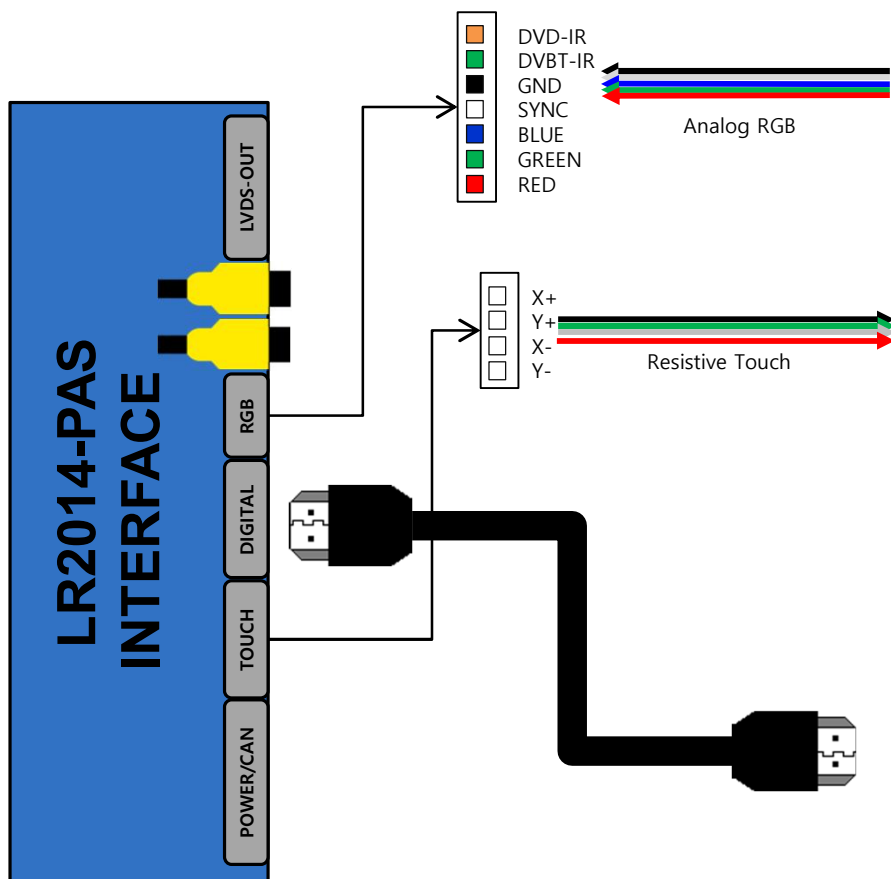 LR2014-PAS
INTERFACE
LVDS-OUT
RGB
DIGITAL
TOUCH
POWER/CAN
DVD-IR
DVBT-IR
GND
SYNC
BLUE
GREEN
RED
Analog RGB
X+
Y+
X-
Y-
Resistive Touch